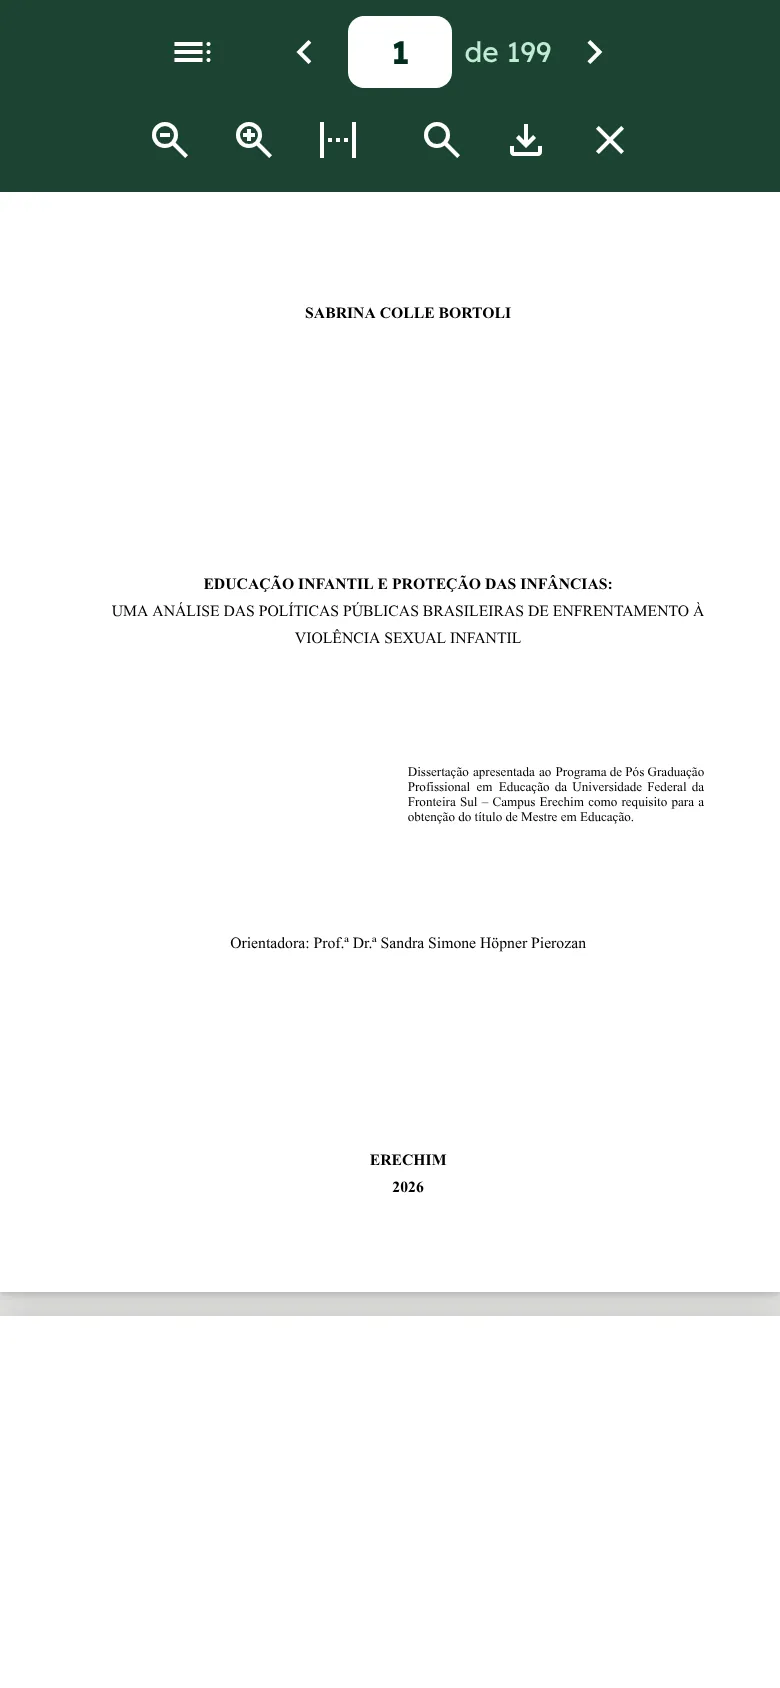 1 de 199
SABRINA COLLE BORTOLI
EDUCAÇÃO INFANTIL E PROTEÇÃO DAS INFÂNCIAS:
UMA ANÁLISE DAS POLÍTICAS PÚBLICAS BRASILEIRAS DE ENFRENTAMENTO À
VIOLÊNCIA SEXUAL INFANTIL
Dissertação apresentada ao Programa de Pós Graduação
Profissional em Educação da Universidade Federal da
Fronteira Sul – Campus Erechim como requisito para a
obtenção do título de Mestre em Educação.
Orientadora: Prof.ª Dr.ª Sandra Simone Höpner Pierozan
ERECHIM
2026